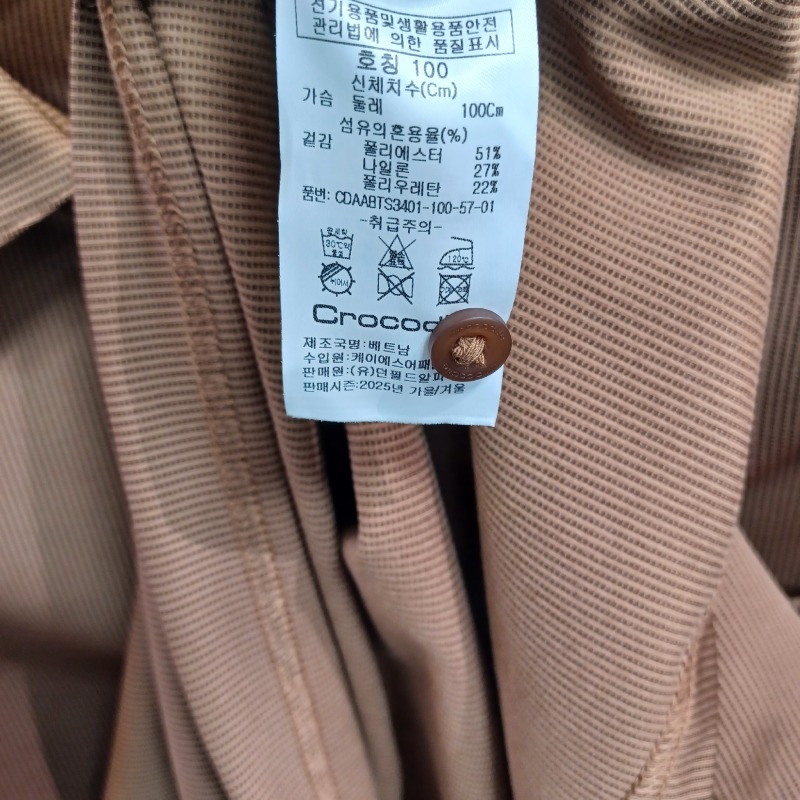 전기용품및생활용품안전
관리법에 의한 품질표시
호칭 100
신체치수(Cm)
가슴 둘레 100Cm
섬유의혼용율(%)
겉감 폴리에스터 51%
나일론 27%
폴리우레탄 22%
품번: CDAABTS3401-100-57-01
-취급주의-
30℃약 120℃
Crocod
제조국명:베트남
수입원:케이에스어패
판매원:(유)던필드알피
판매시즌:2025년 가을/겨울